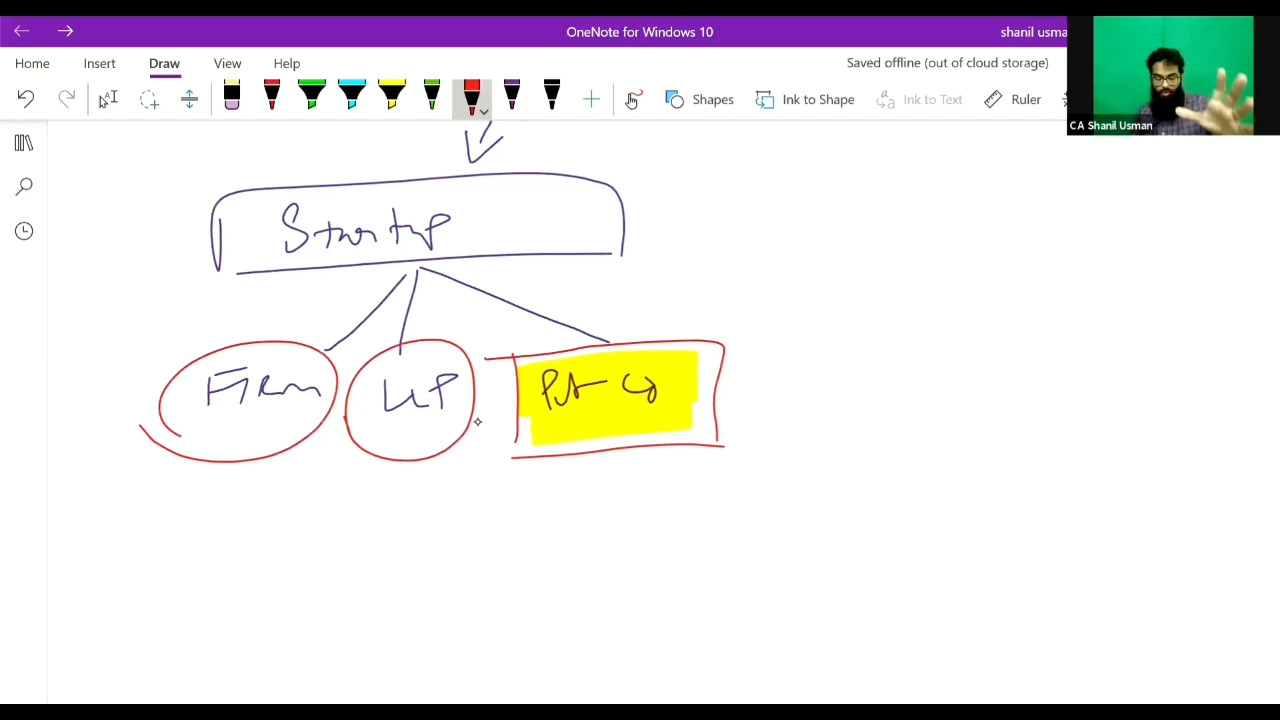 OneNote for Windows 10
shanil usma
Home Insert Draw View Help
Saved offline (out of cloud storage)
Shapes Ink to Shape Ink to Text Ruler
CA Shanil Usman
Startup
Firm LLP Pvt Co